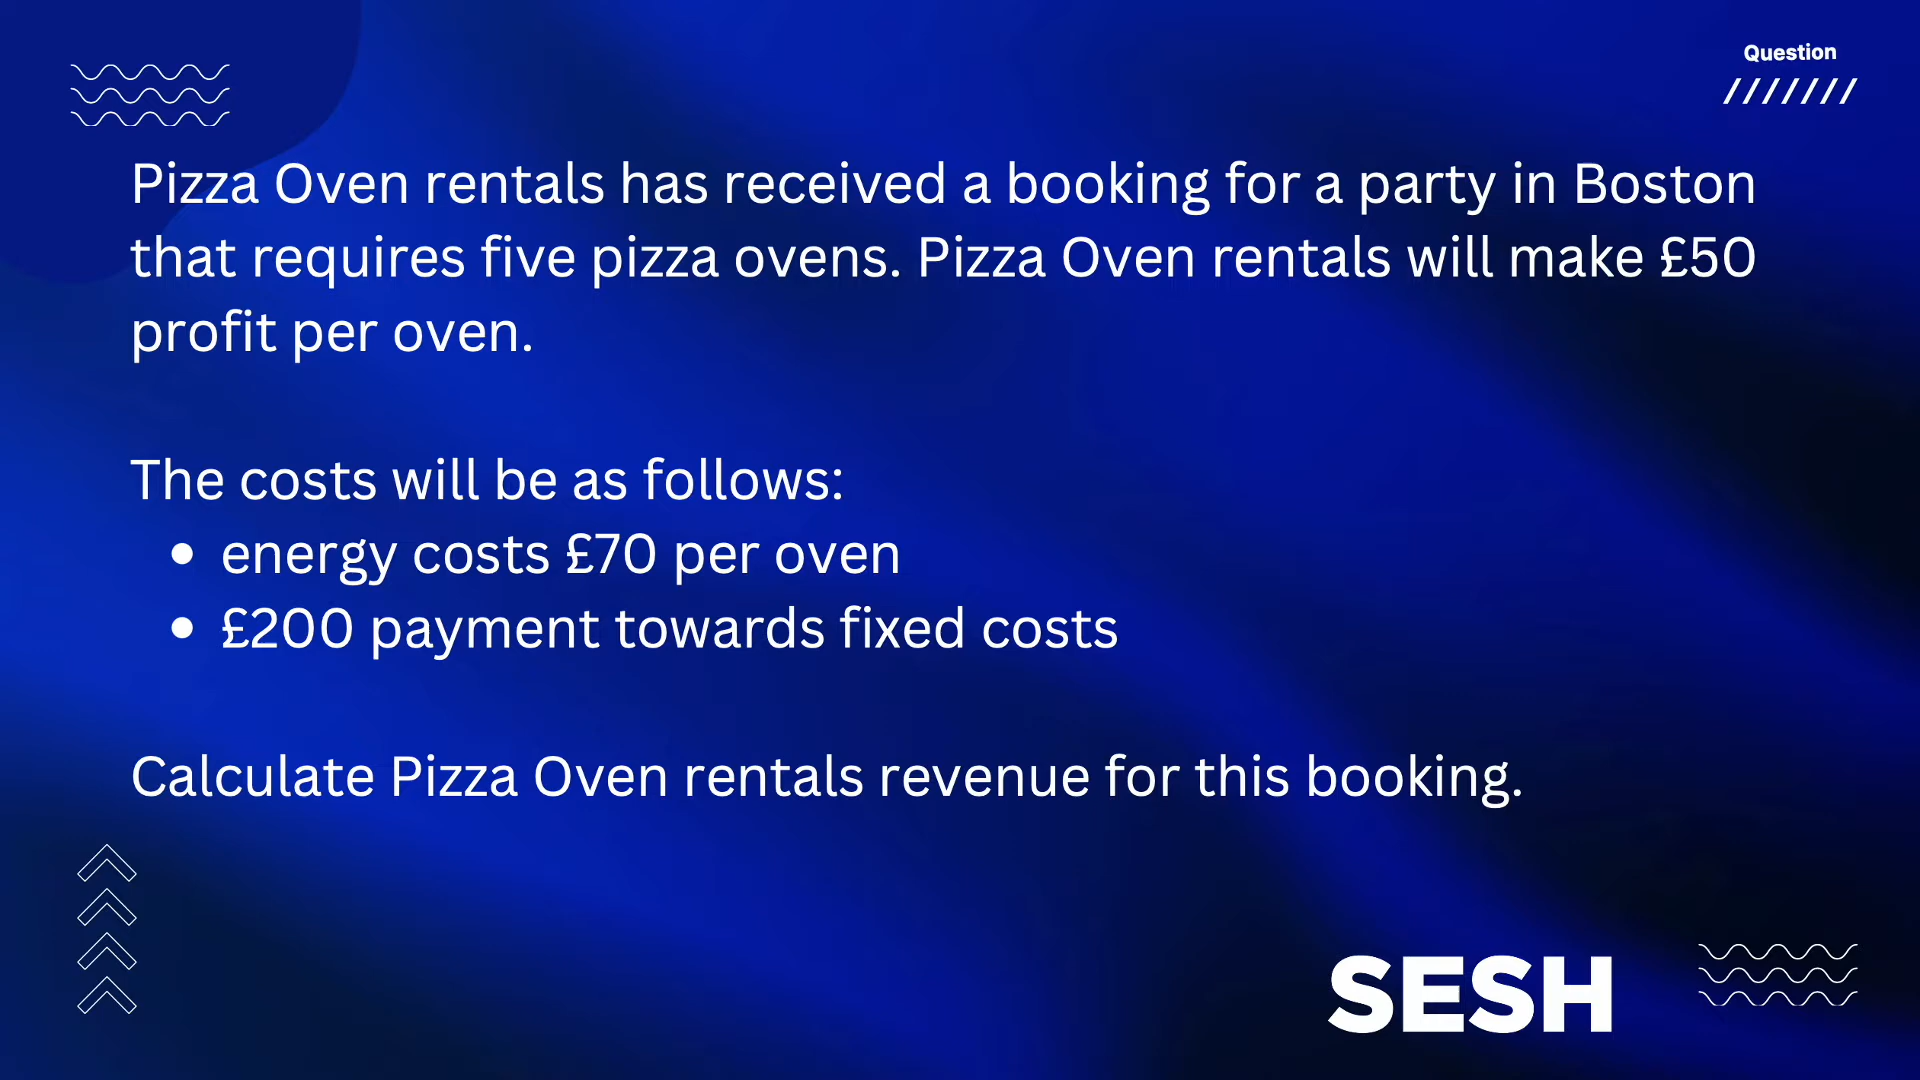 Question
Pizza Oven rentals has received a booking for a party in Boston
that requires five pizza ovens. Pizza Oven rentals will make £50
profit per oven.
The costs will be as follows:
• energy costs £70 per oven
• £200 payment towards fixed costs
Calculate Pizza Oven rentals revenue for this booking.
SESH